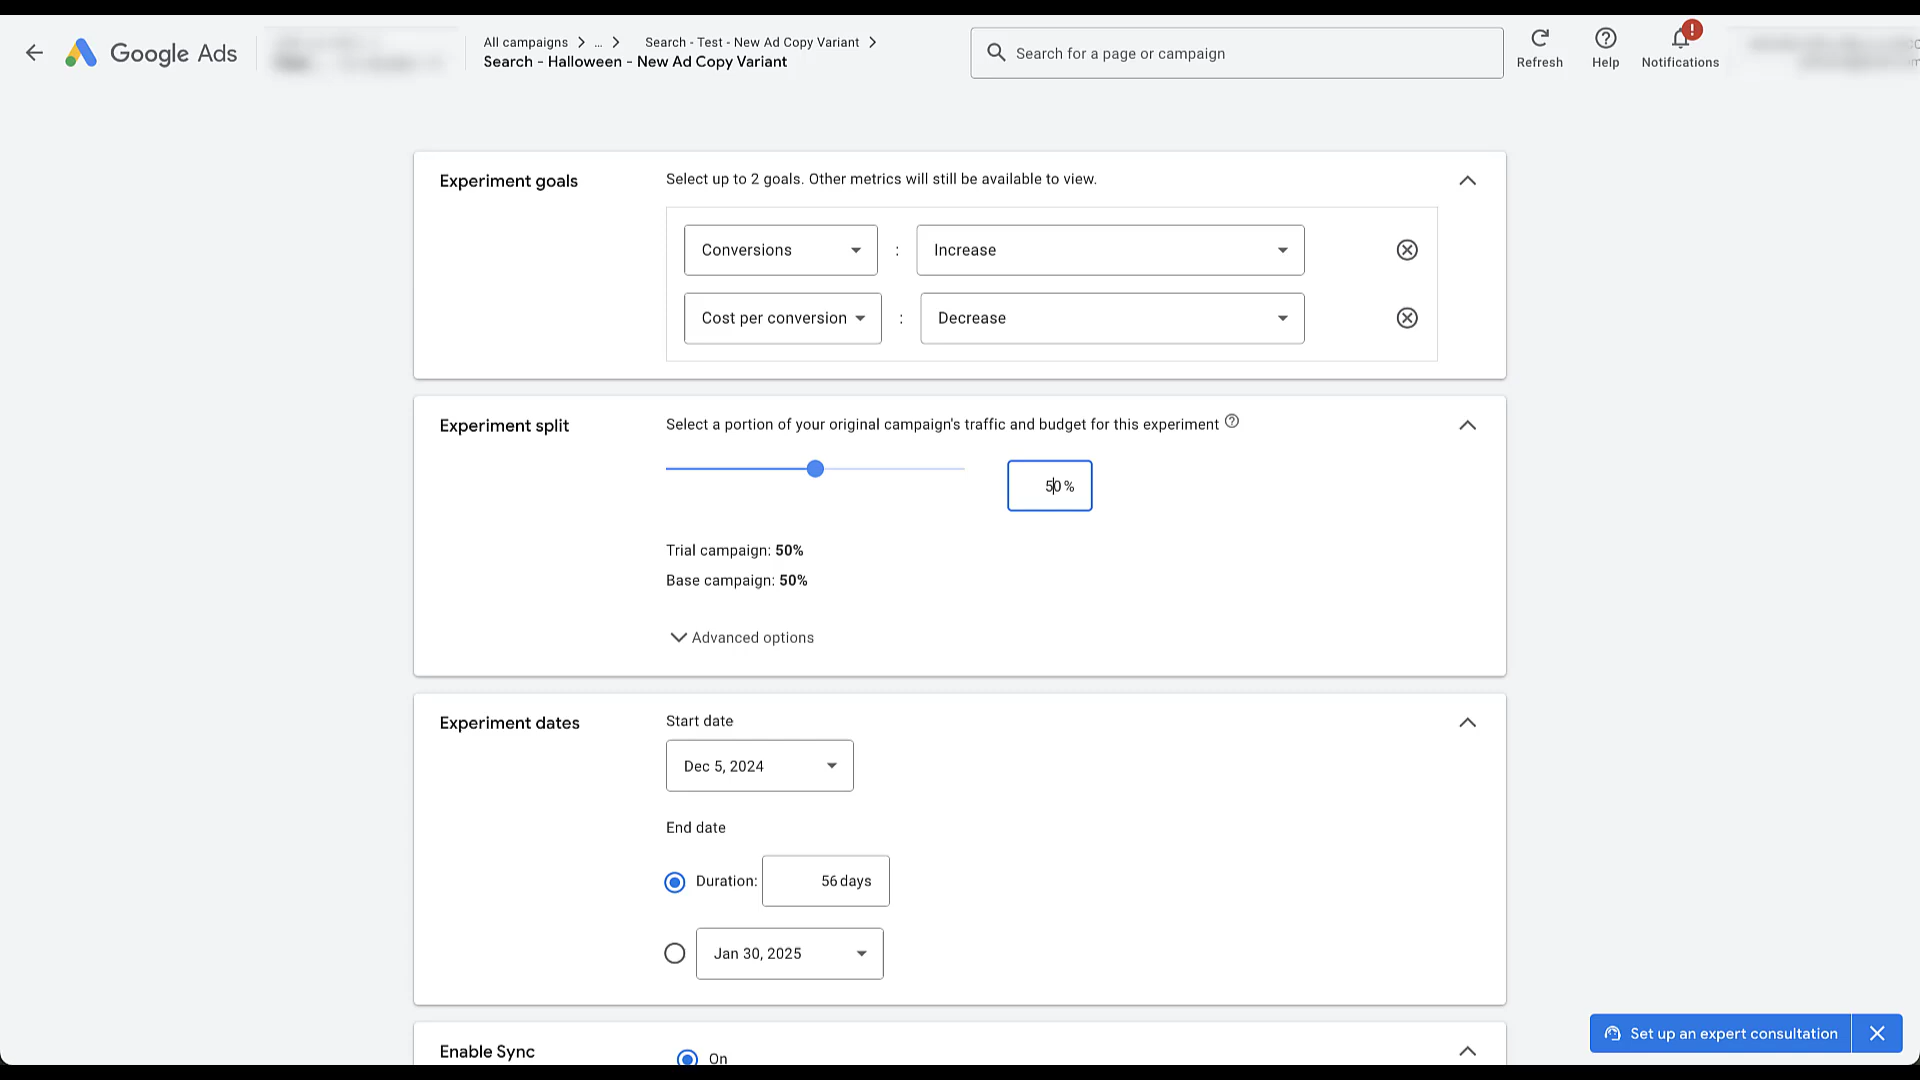 Google Ads
All campaigns > ... > Search - Test - New Ad Copy Variant >
Search - Halloween - New Ad Copy Variant
Search for a page or campaign
Refresh
Help
!
Notifications
Experiment goals
Select up to 2 goals. Other metrics will still be available to view.
Conversions : Increase
Cost per conversion : Decrease
Experiment split
Select a portion of your original campaign's traffic and budget for this experiment ?
50%
Trial campaign: 50%
Base campaign: 50%
Advanced options
Experiment dates
Start date
Dec 5, 2024
End date
Duration: 56 days
Jan 30, 2025
Enable Sync
On
Set up an expert consultation